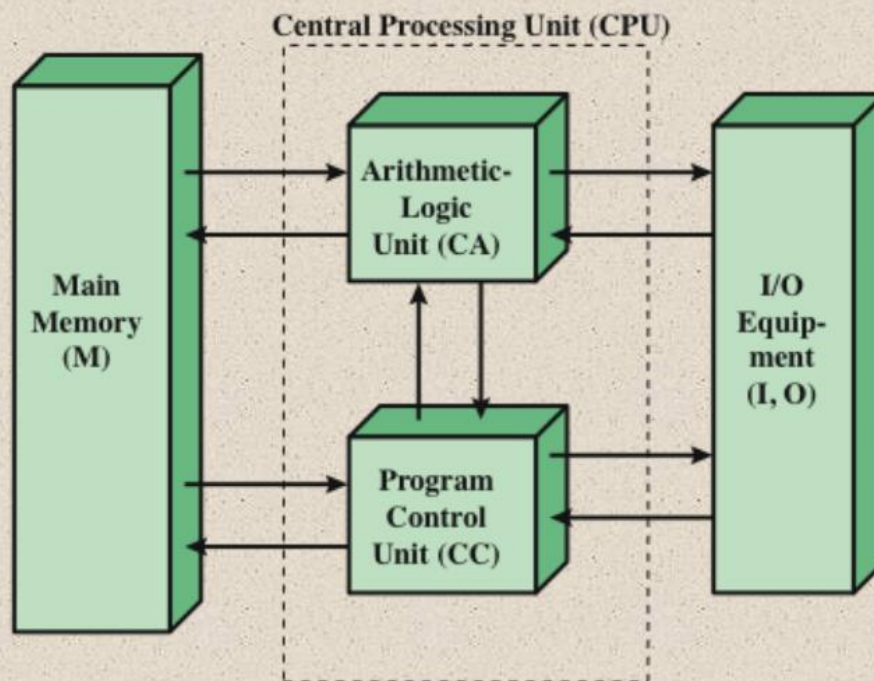 Central Processing Unit (CPU)
Main
Memory
(M)
Arithmetic-
Logic
Unit (CA)
Program
Control
Unit (CC)
I/O
Equip-
ment
(I, O)